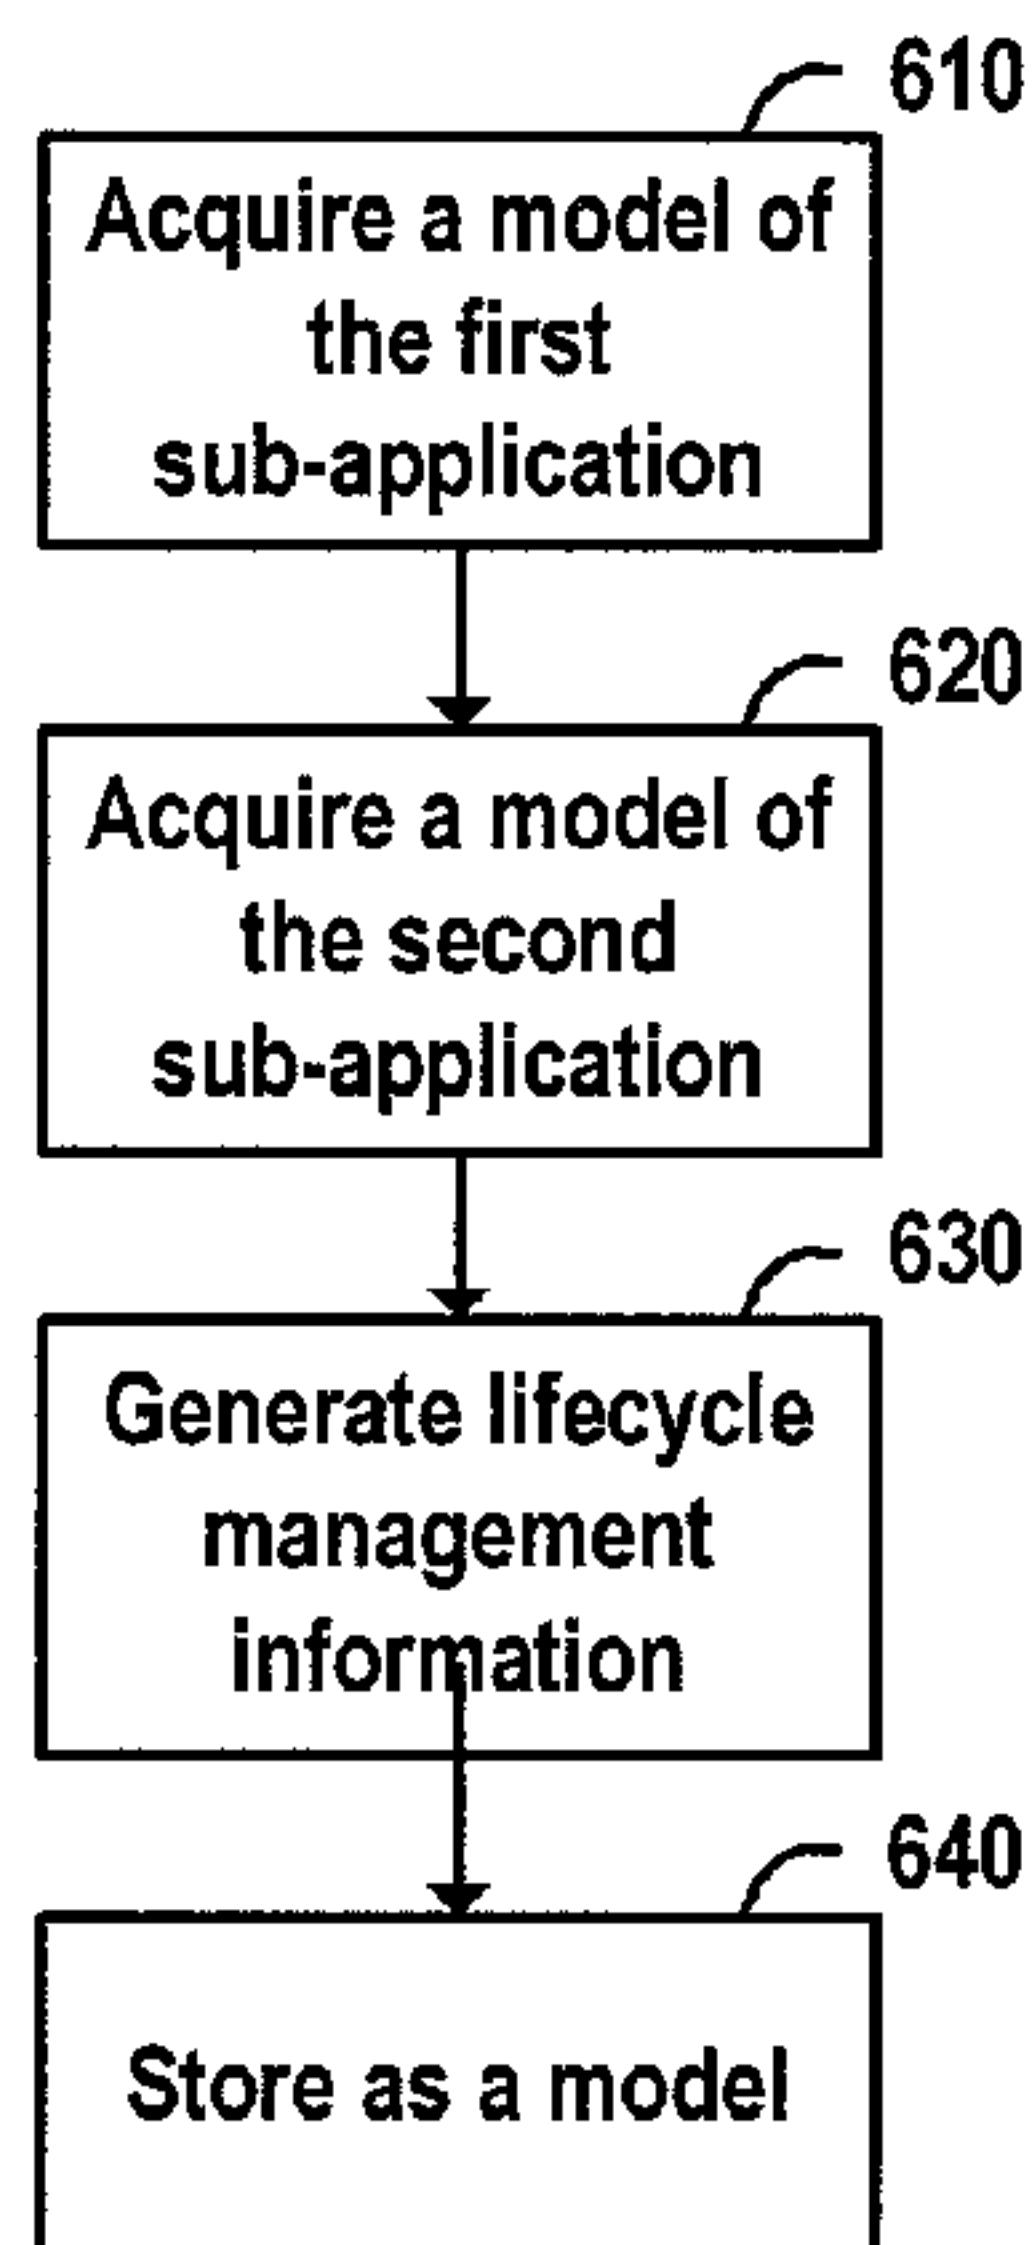 610
Acquire a model of
the first
sub-application
620
Acquire a model of
the second
sub-application
630
Generate lifecycle
management
information
640
Store as a model